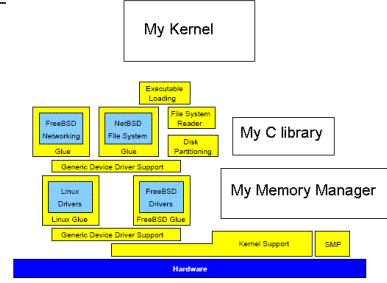 My Kernel
Executable
Loading
FreeBSD
Networking
Glue
NetBSD
File System
Glue
File System
Reader
Disk
Partitioning
My C library
Generic Device Driver Support
Linux
Drivers
Linux Glue
FreeBSD
Drivers
FreeBSD Glue
My Memory Manager
Generic Device Driver Support
Kernel Support
SMP
Hardware